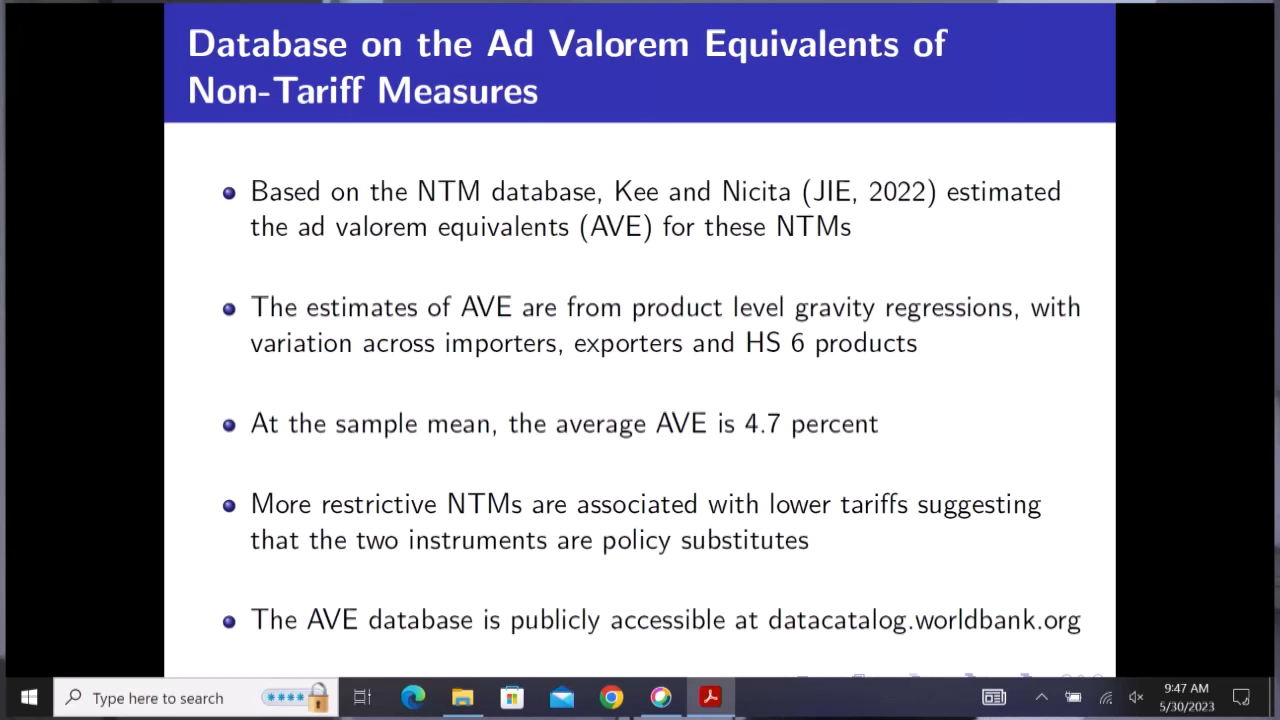 Database on the Ad Valorem Equivalents of
Non-Tariff Measures
Based on the NTM database, Kee and Nicita (JIE, 2022) estimated
the ad valorem equivalents (AVE) for these NTMs
The estimates of AVE are from product level gravity regressions, with
variation across importers, exporters and HS 6 products
At the sample mean, the average AVE is 4.7 percent
More restrictive NTMs are associated with lower tariffs suggesting
that the two instruments are policy substitutes
The AVE database is publicly accessible at datacatalog.worldbank.org
Type here to search
****
9:47 AM
5/30/2023